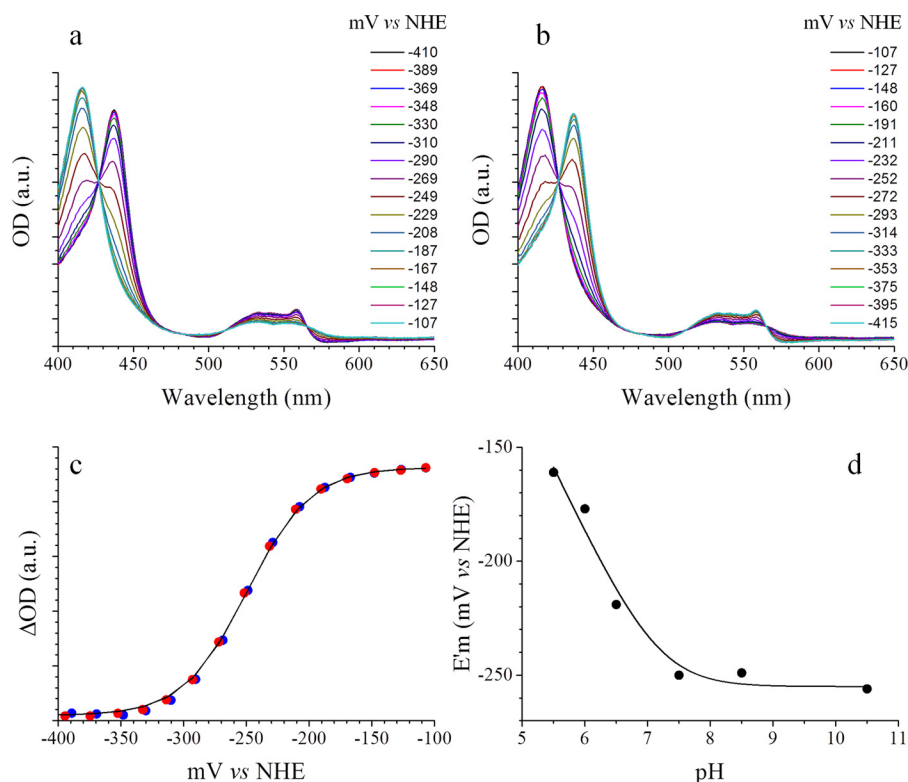 a
mV vs NHE
-410
-389
-369
-348
-330
-310
-290
-269
-249
-229
-208
-187
-167
-148
-127
-107
OD (a.u.)
400 450 500 550 600 650
Wavelength (nm)
b
mV vs NHE
-107
-127
-148
-160
-191
-211
-232
-252
-272
-293
-314
-333
-353
-375
-395
-415
OD (a.u.)
400 450 500 550 600 650
Wavelength (nm)
c
ΔOD (a.u.)
-400 -350 -300 -250 -200 -150 -100
mV vs NHE
d
E'm (mV vs NHE)
-150
-200
-250
5 6 7 8 9 10 11
pH